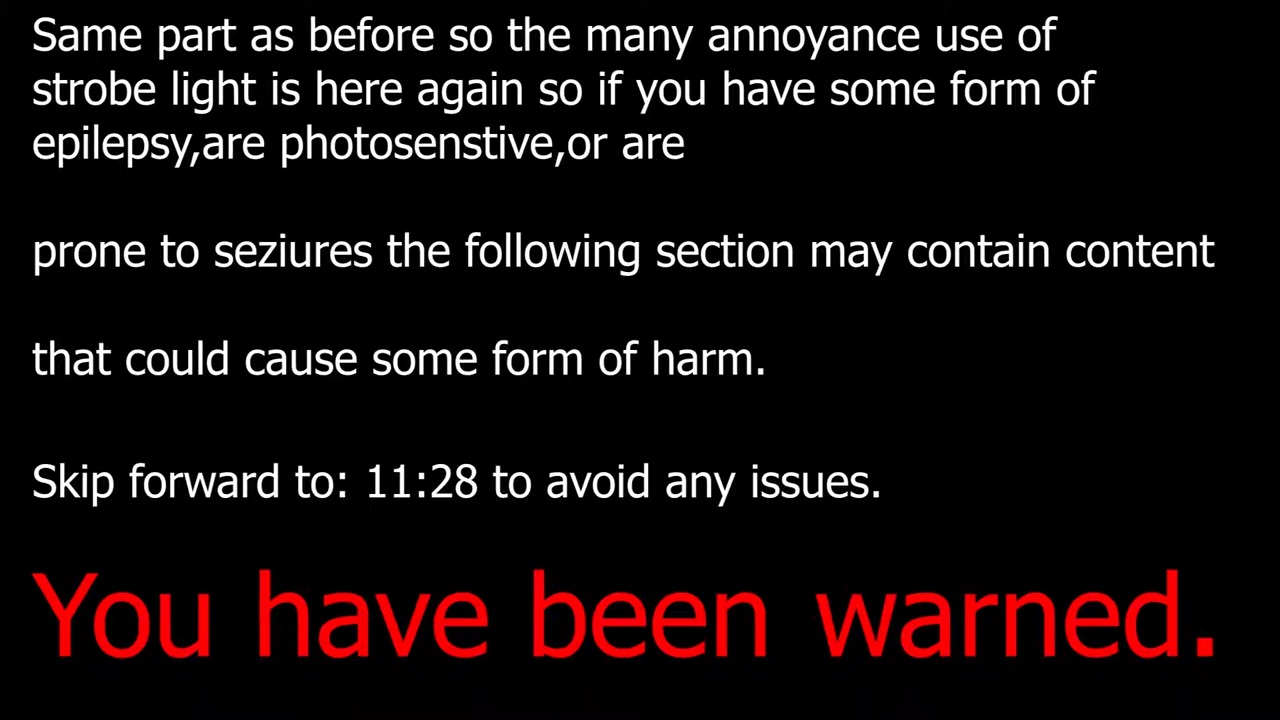 Same part as before so the many annoyance use of
strobe light is here again so if you have some form of
epilepsy,are photosenstive,or are
prone to seziures the following section may contain content
that could cause some form of harm.
Skip forward to: 11:28 to avoid any issues.
You have been warned.